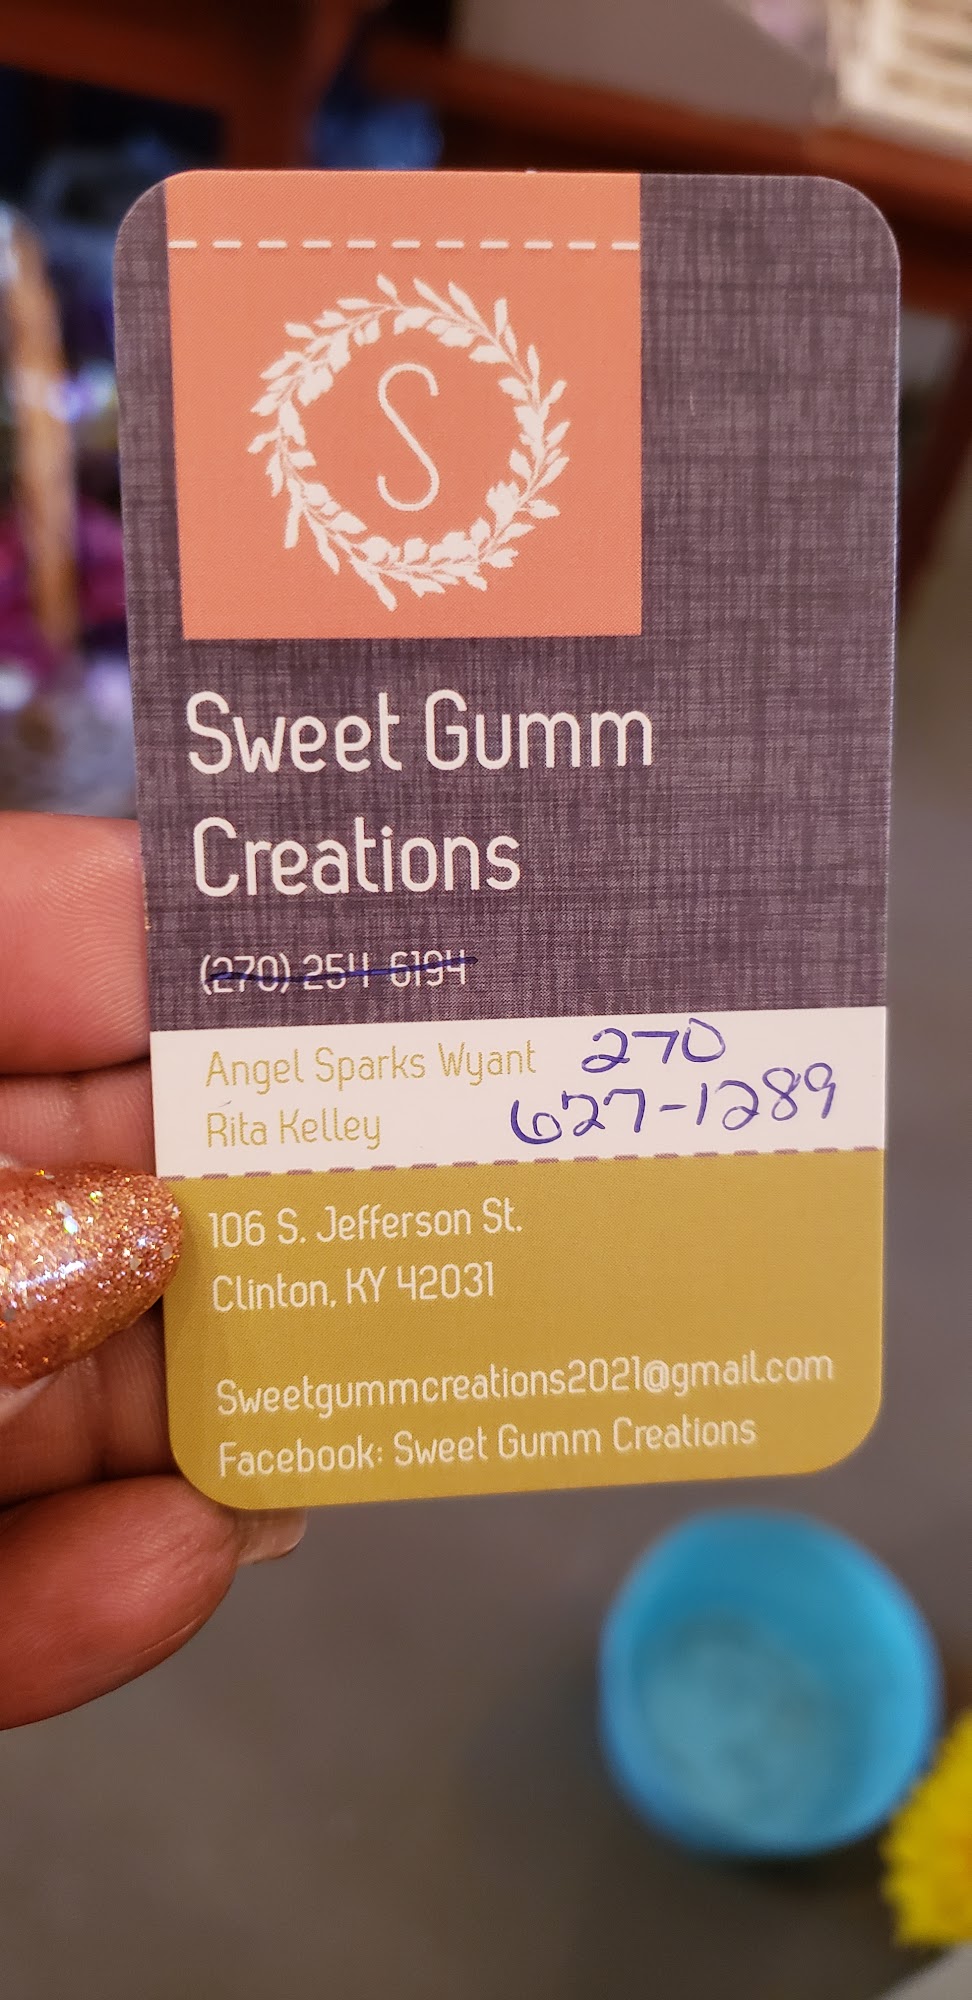 S
Sweet Gumm
Creations
(270) 254-6194
Angel Sparks Wyant
270
Rita Kelley
627-1289
106 S. Jefferson St.
Clinton, KY 42031
Sweetgummcreations2021@gmail.com
Facebook: Sweet Gumm Creations